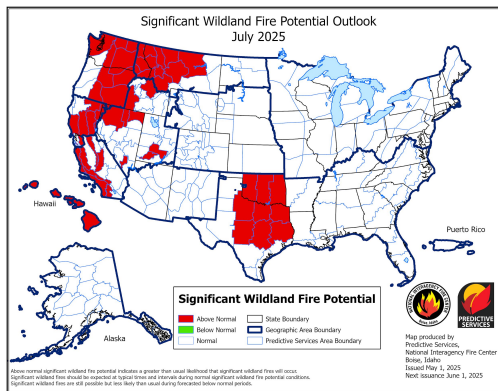 Significant Wildland Fire Potential Outlook
July 2025
Hawaii
Puerto Rico
Alaska
Significant Wildland Fire Potential
Above Normal
Below Normal
Normal
State Boundary
Geographic Area Boundary
Predictive Services Area Boundary
NATIONAL INTERAGENCY FIRE CENTER
PREDICTIVE
SERVICES
Map produced by
Predictive Services,
National Interagency Fire Center
Boise, Idaho
Issued May 1, 2025
Next issuance June 1, 2025
Above normal significant wildland fire potential indicates a greater than usual likelihood that significant wildland fires will occur.
Significant wildland fires should be expected at typical times and intervals during normal significant wildland fire potential conditions.
Significant wildland fires are still possible but less likely than usual during forecasted below normal periods.